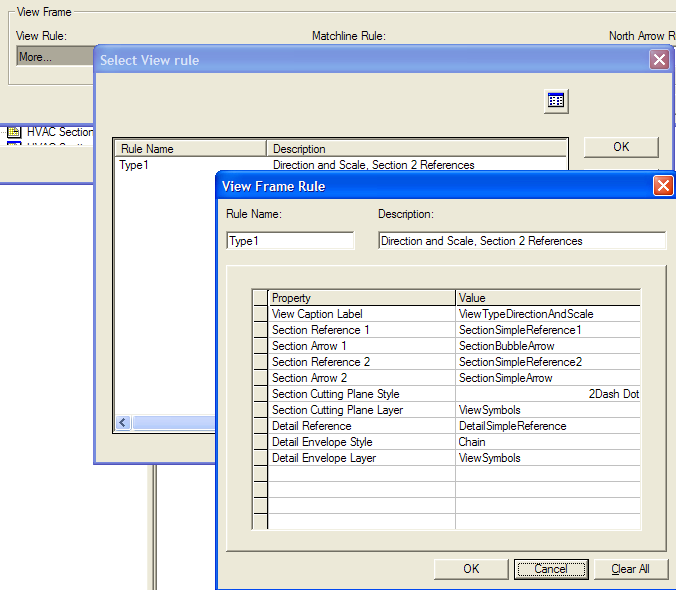 View Frame
View Rule: Matchline Rule: North Arrow R
More...
Select View rule
HVAC Section
Rule Name Description
OK
Type1 Direction and Scale, Section 2 References
View Frame Rule
Rule Name: Description:
Type1 Direction and Scale, Section 2 References
Property Value
View Caption Label ViewTypeDirectionAndScale
Section Reference 1 SectionSimpleReference1
Section Arrow 1 SectionBubbleArrow
Section Reference 2 SectionSimpleReference2
Section Arrow 2 SectionSimpleArrow
Section Cutting Plane Style 2Dash Dot
Section Cutting Plane Layer ViewSymbols
Detail Reference DetailSimpleReference
Detail Envelope Style Chain
Detail Envelope Layer ViewSymbols
OK Cancel Clear All